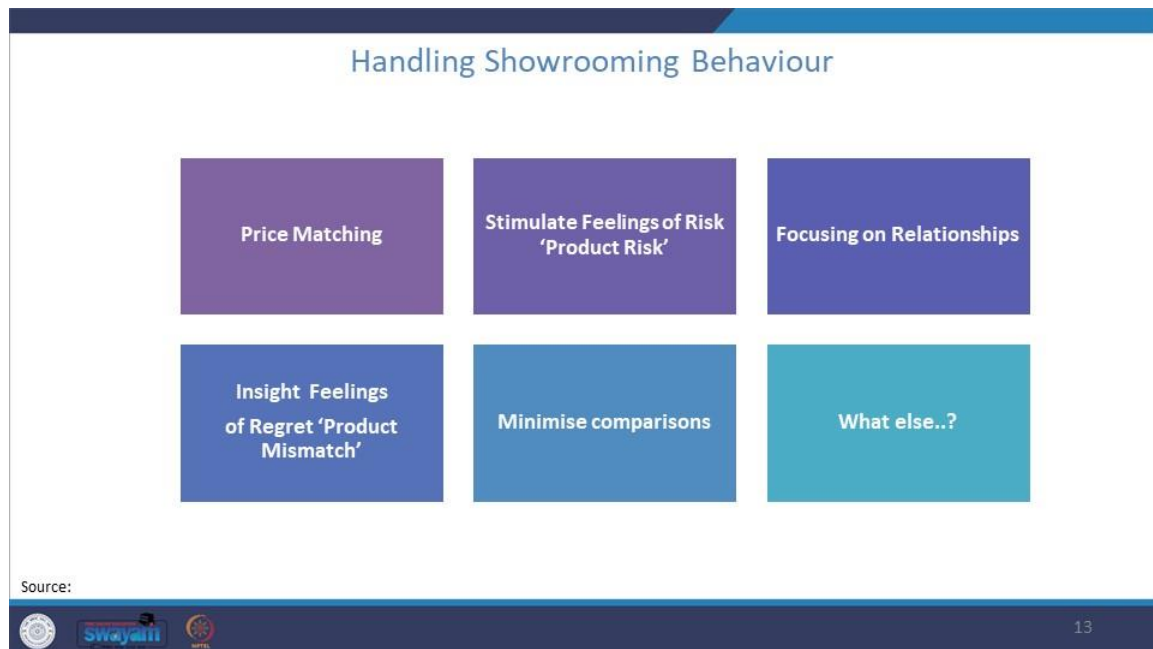 Handling Showrooming Behaviour
Price Matching
Stimulate Feelings of Risk
‘Product Risk’
Focusing on Relationships
Insight Feelings
of Regret ‘Product
Mismatch’
Minimise comparisons
What else..?
Source:
swayam
NPTEL
13